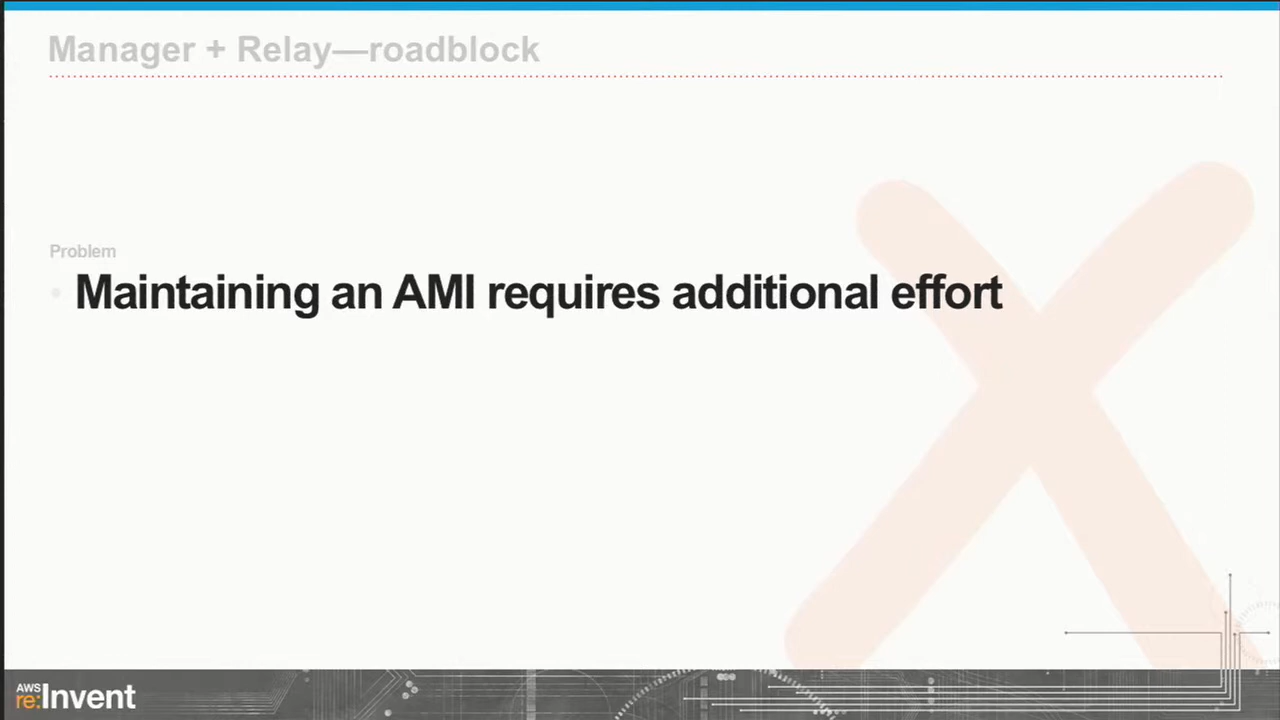 Manager + Relay—roadblock
Problem
• Maintaining an AMI requires additional effort
AWS
re:Invent